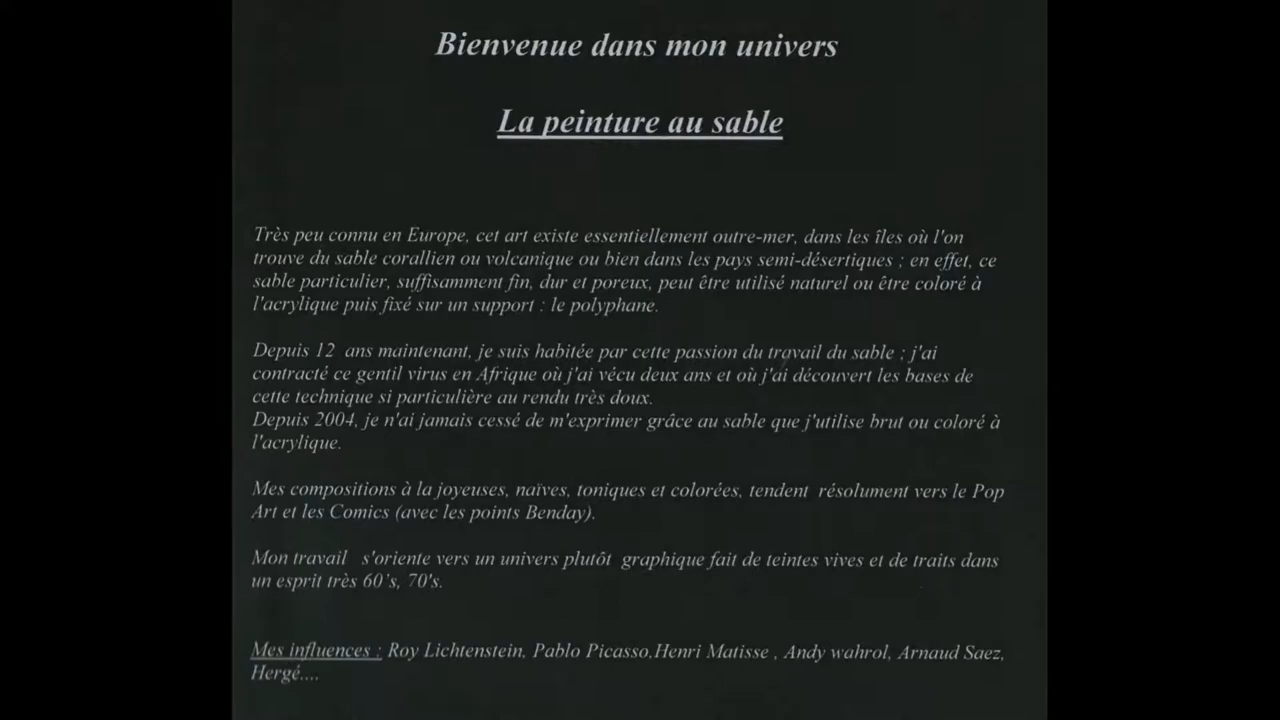 Bienvenue dans mon univers
La peinture au sable
Très peu connu en Europe, cet art existe essentiellement outre-mer, dans les îles où l'on
trouve du sable corallien ou volcanique ou bien dans les pays semi-désertiques ; en effet, ce
sable particulier, suffisamment fin, dur et poreux, peut être utilisé naturel ou être coloré à
l'acrylique puis fixé sur un support : le polyphane.
Depuis 12 ans maintenant, je suis habitée par cette passion du travail du sable ; j'ai
contracté ce gentil virus en Afrique où j'ai vécu deux ans et où j'ai découvert les bases de
cette technique si particulière au rendu très doux.
Depuis 2004, je n'ai jamais cessé de m'exprimer grâce au sable que j'utilise brut ou coloré à
l'acrylique.
Mes compositions à la joyeuses, naïves, toniques et colorées, tendent résolument vers le Pop
Art et les Comics (avec les points Benday).
Mon travail s'oriente vers un univers plutôt graphique fait de teintes vives et de traits dans
un esprit très 60's, 70's.
Mes influences : Roy Lichtenstein, Pablo Picasso,Henri Matisse , Andy wahrol, Arnaud Saez,
Hergé....